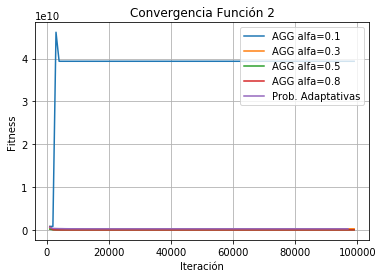 Convergencia Función 2
1e10
AGG alfa=0.1
AGG alfa=0.3
AGG alfa=0.5
AGG alfa=0.8
Prob. Adaptativas
Fitness
4
3
2
1
0
0 20000 40000 60000 80000 100000
Iteración